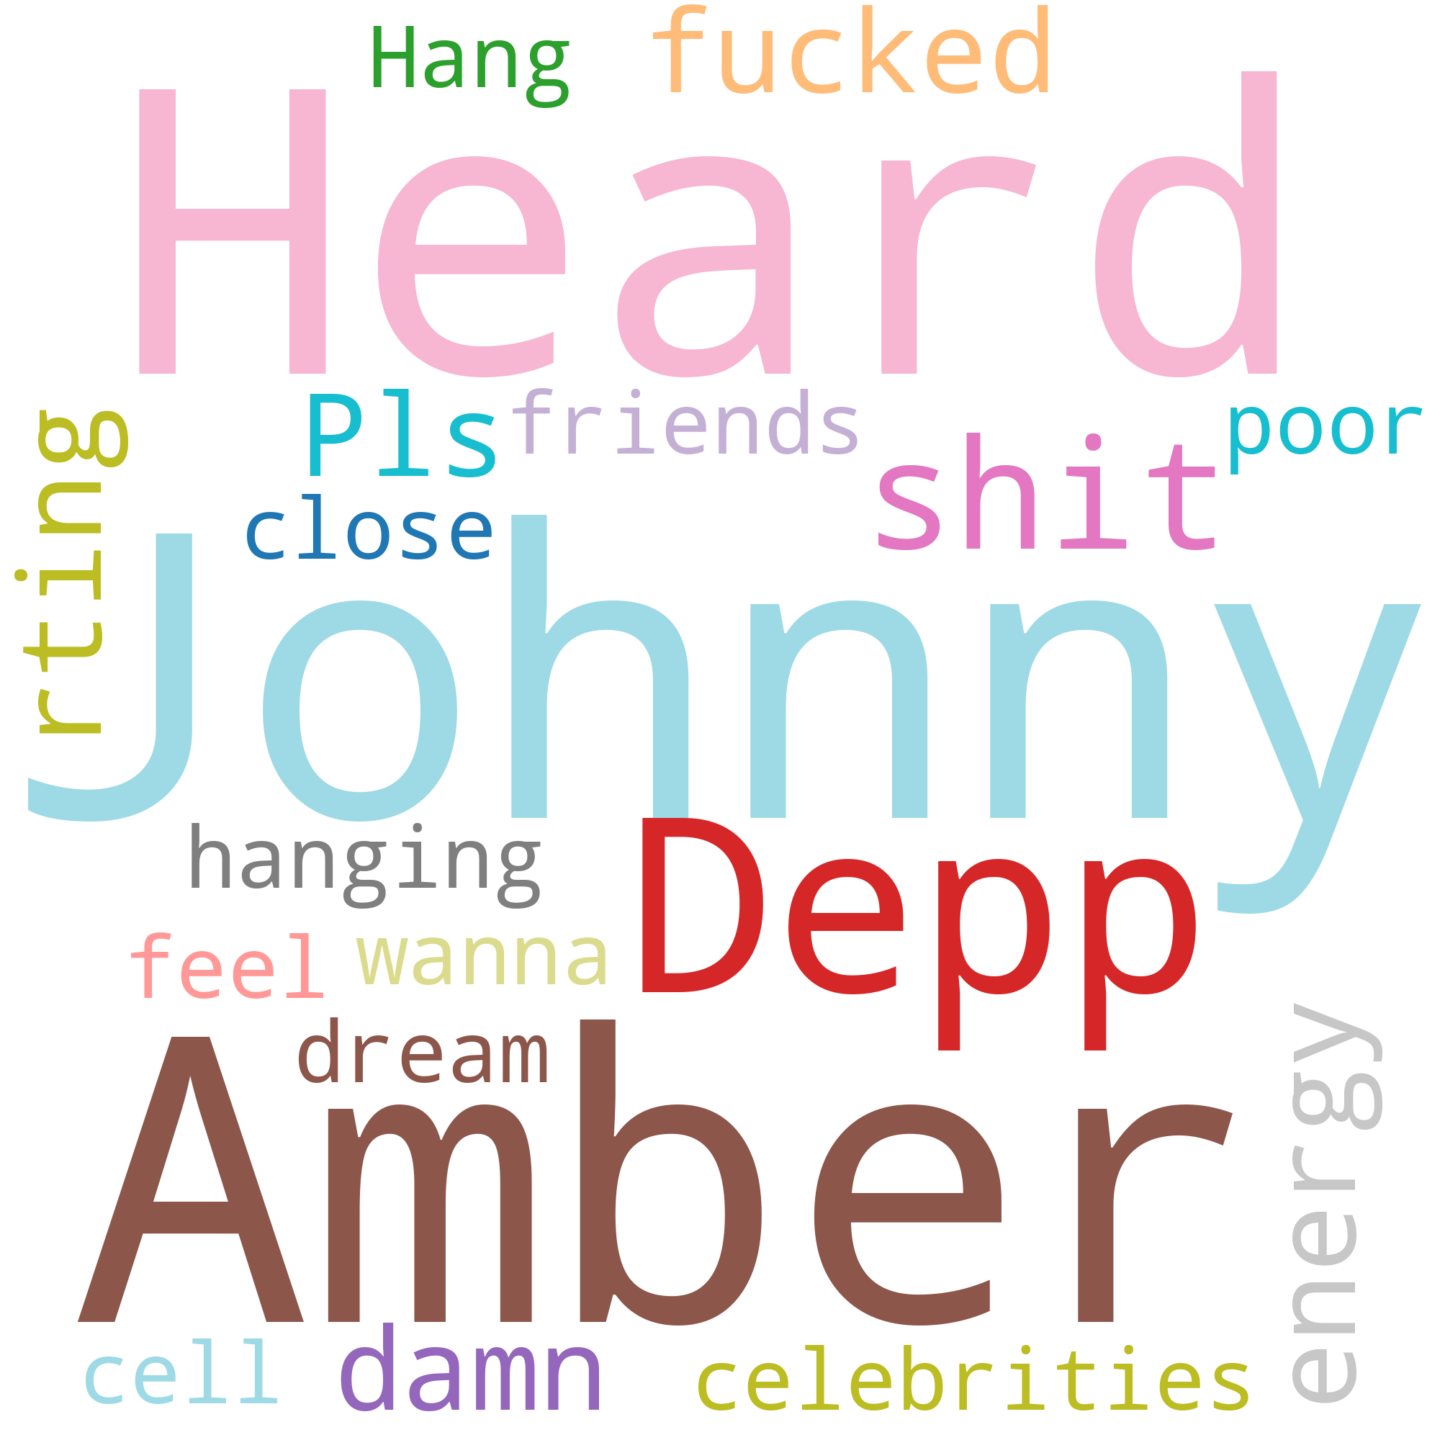 Hang
fucked
Heard
rting
Pls
friends
poor
close
shit
Johnny
hanging
Depp
feel
wanna
dream
Amber
energy
cell
damn
celebrities